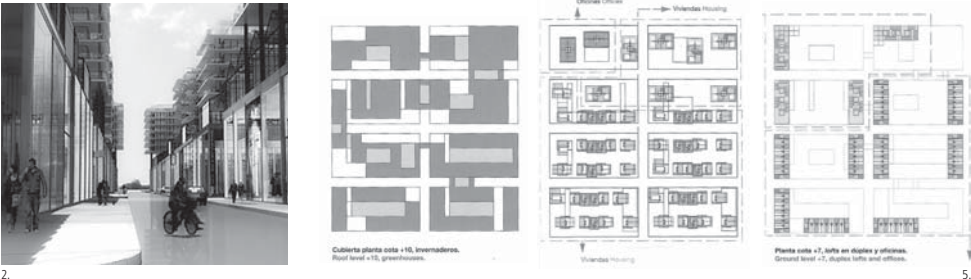 Oficinas Offices
Viviendas Housing
Cubierta planta cota +10, invernaderos.
Roof level +10, greenhouses.
Viviendas Housing
Planta cota +7, lofts en dúplex y oficinas.
Ground level +7, duplex lofts and offices.
2.
5.